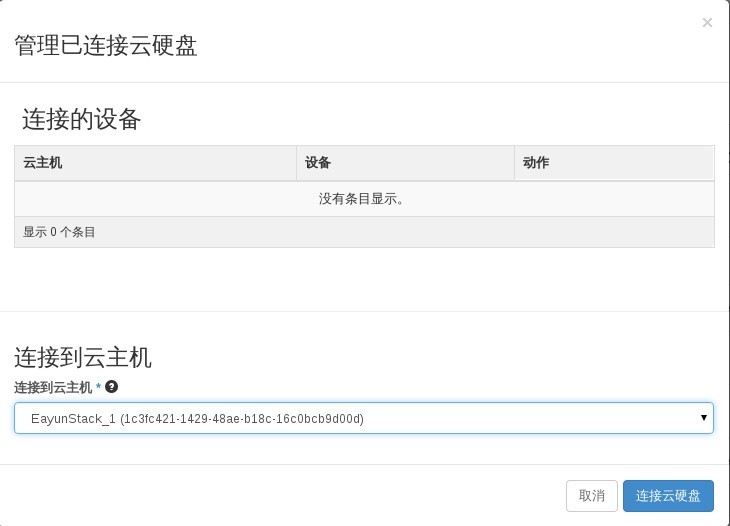 ×
管理已连接云硬盘
连接的设备
云主机 设备 动作
没有条目显示。
显示 0 个条目
连接到云主机
连接到云主机 * ?
EayunStack_1 (1c3fc421-1429-48ae-b18c-16c0bcb9d00d)
取消 连接云硬盘